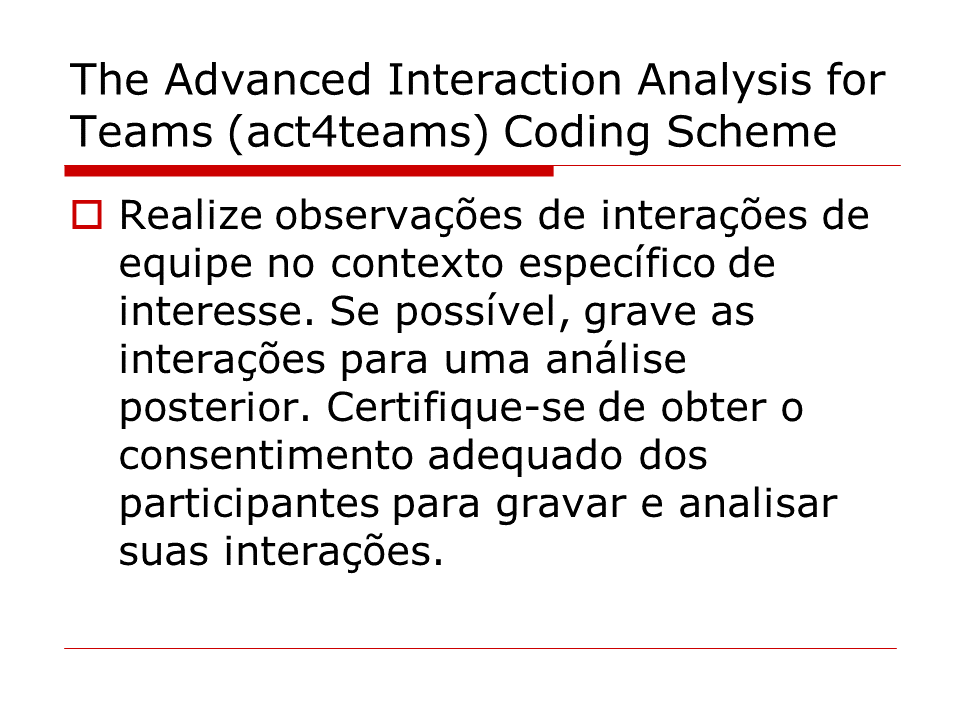 The Advanced Interaction Analysis for
Teams (act4teams) Coding Scheme
Realize observações de interações de
equipe no contexto específico de
interesse. Se possível, grave as
interações para uma análise
posterior. Certifique-se de obter o
consentimento adequado dos
participantes para gravar e analisar
suas interações.